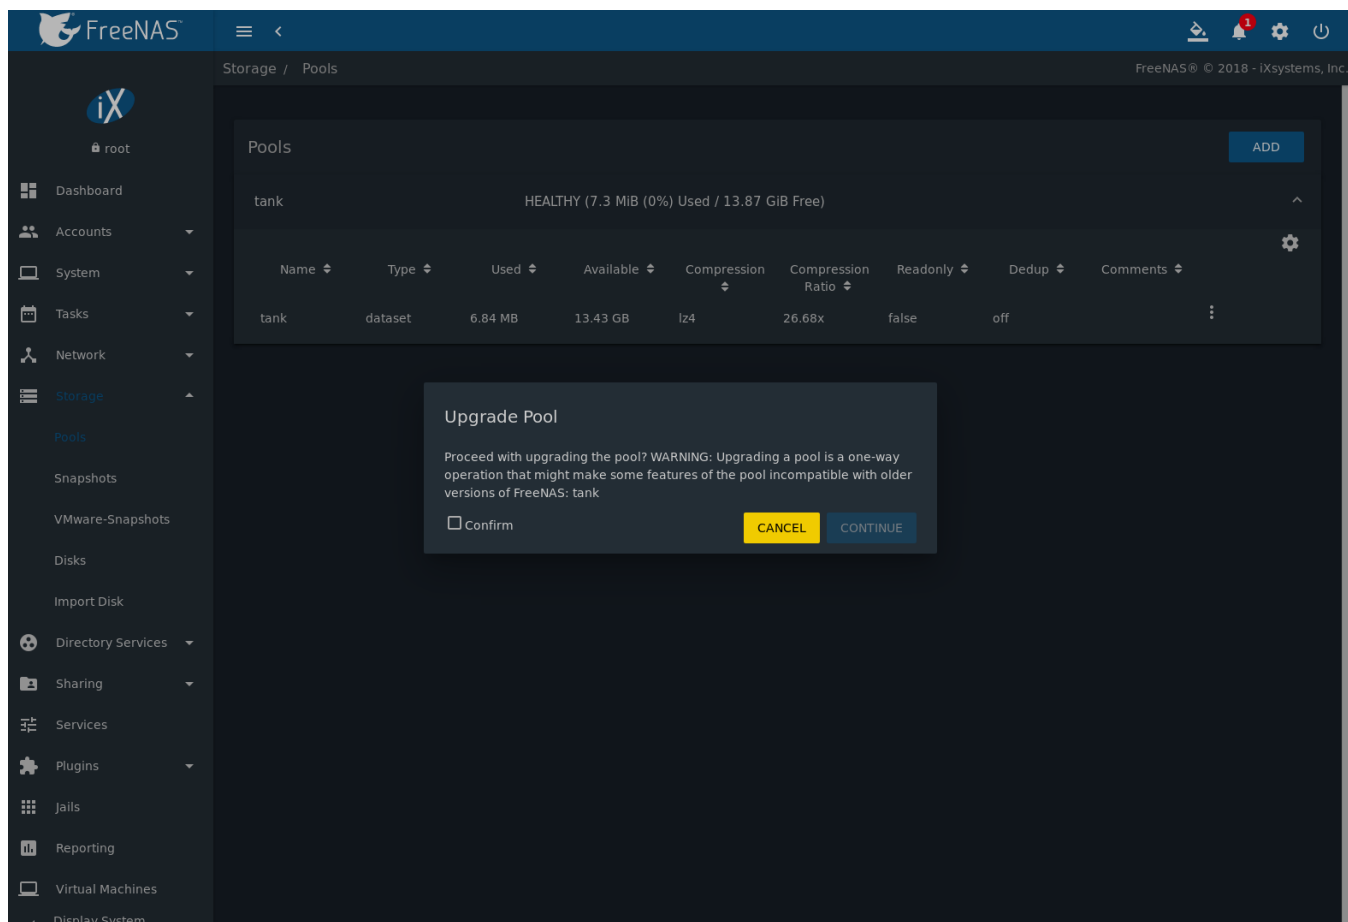 FreeNAS
1
Storage / Pools
FreeNAS® © 2018 - iXsystems, Inc.
iX
root
Dashboard
Accounts
System
Tasks
Network
Storage
Pools
Snapshots
VMware-Snapshots
Disks
Import Disk
Directory Services
Sharing
Services
Plugins
Jails
Reporting
Virtual Machines
Display System
Pools
ADD
tank HEALTHY (7.3 MiB (0%) Used / 13.87 GiB Free)
Name Type Used Available Compression Compression Ratio Readonly Dedup Comments
tank dataset 6.84 MB 13.43 GB lz4 26.68x false off
Upgrade Pool
Proceed with upgrading the pool? WARNING: Upgrading a pool is a one-way
operation that might make some features of the pool incompatible with older
versions of FreeNAS: tank
Confirm
CANCEL CONTINUE